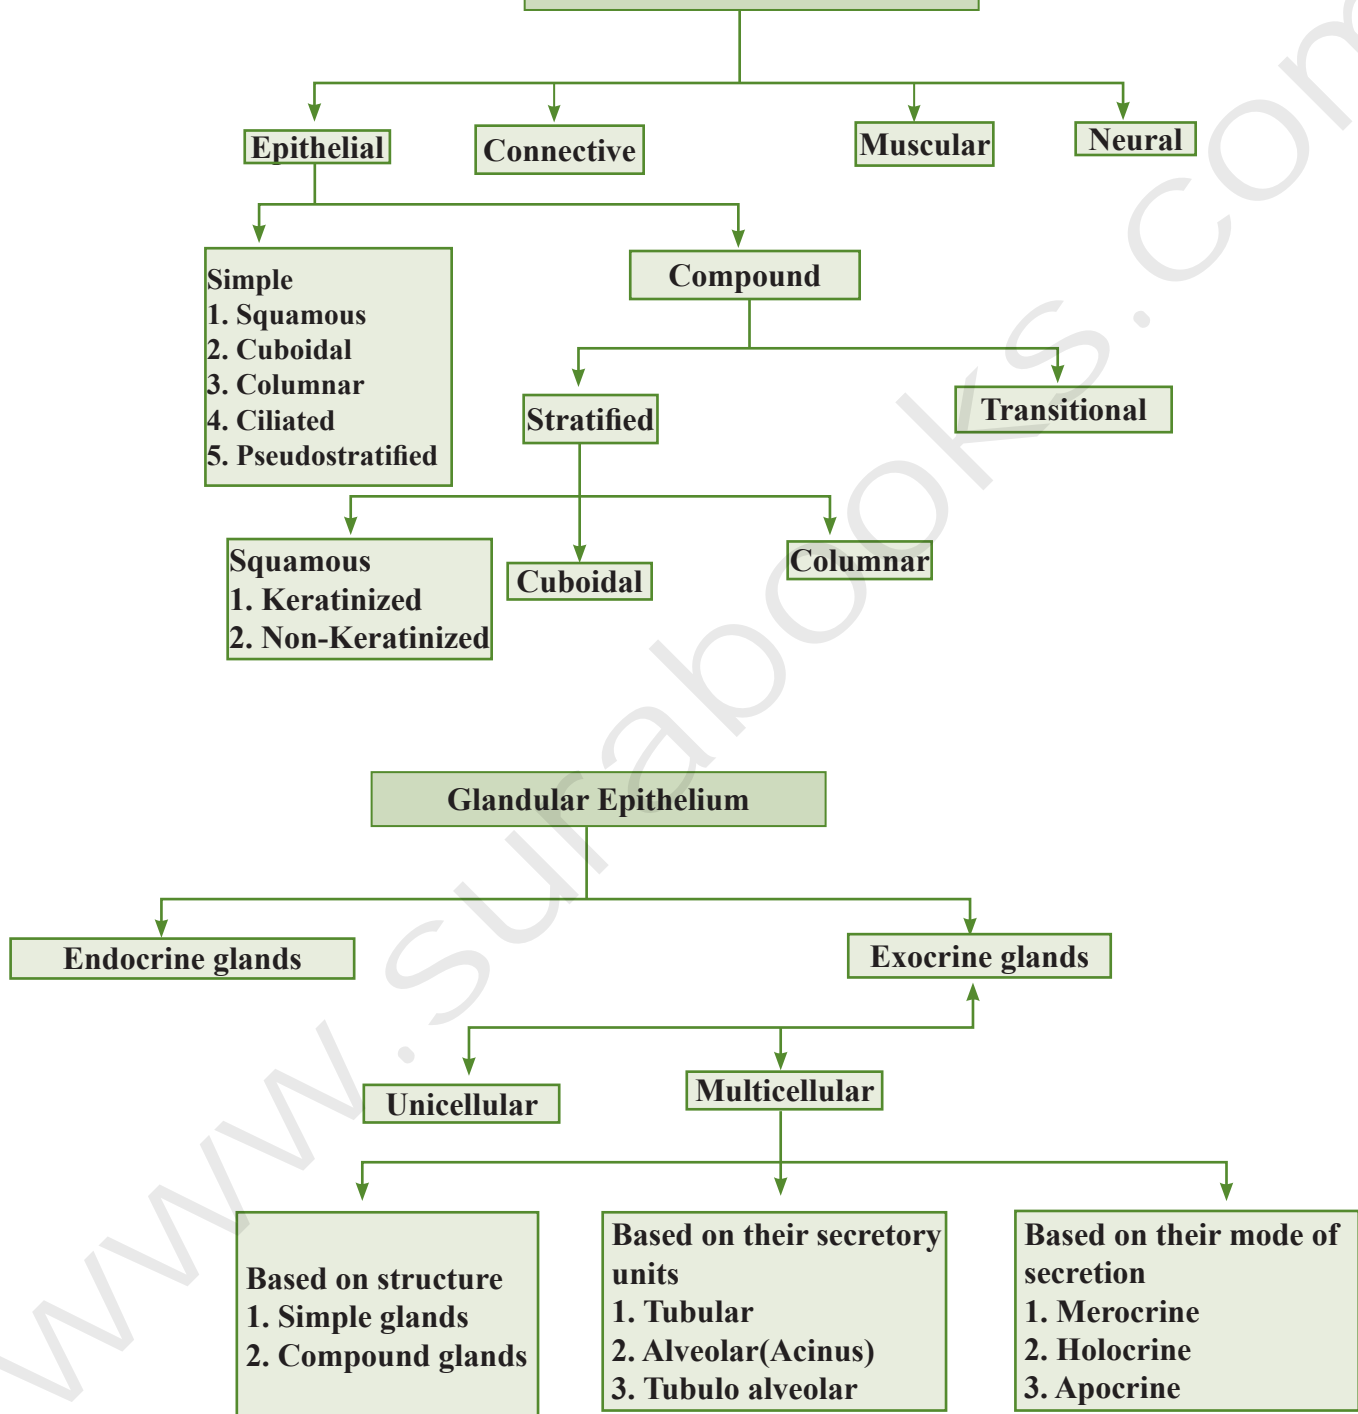 Epithelial
Connective
Muscular
Neural
Simple
1. Squamous
2. Cuboidal
3. Columnar
4. Ciliated
5. Pseudostratified
Compound
Stratified
Transitional
Squamous
1. Keratinized
2. Non-Keratinized
Cuboidal
Columnar
Glandular Epithelium
Endocrine glands
Exocrine glands
Unicellular
Multicellular
Based on structure
1. Simple glands
2. Compound glands
Based on their secretory
units
1. Tubular
2. Alveolar(Acinus)
3. Tubulo alveolar
Based on their mode of
secretion
1. Merocrine
2. Holocrine
3. Apocrine
www.surabooks.com